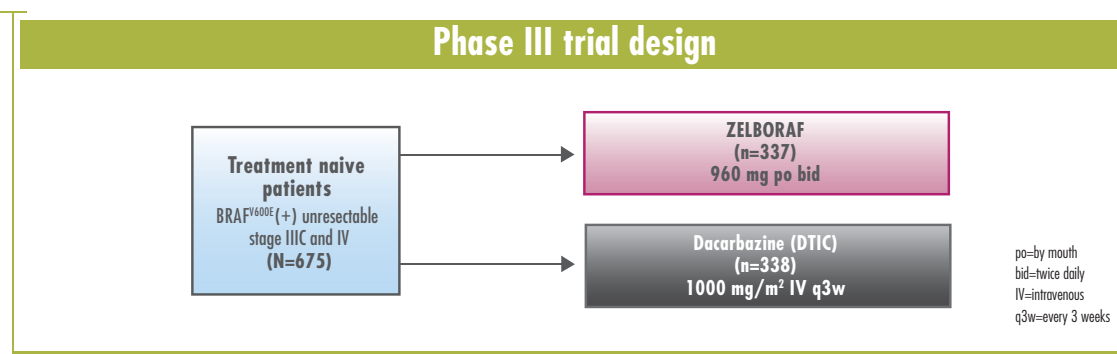 Phase III trial design
Treatment naive
patients
BRAFⱽ⁶⁰⁰ᴱ(+) unresectable
stage IIIC and IV
(N=675)
ZELBORAF
(n=337)
960 mg po bid
Dacarbazine (DTIC)
(n=338)
1000 mg/m² IV q3w
po=by mouth
bid=twice daily
IV=intravenous
q3w=every 3 weeks